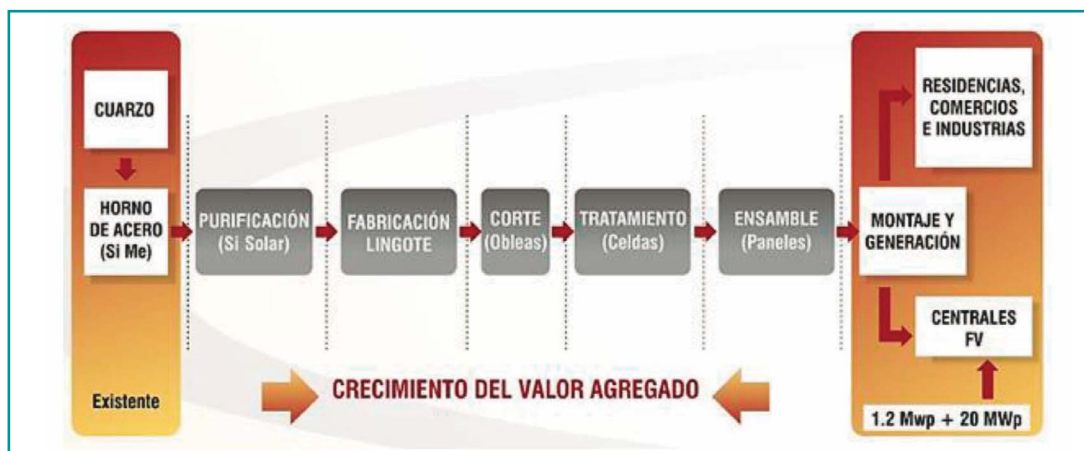 CUARZO
HORNO
DE ACERO
(Si Me)
Existente
PURIFICACIÓN
(Si Solar)
FABRICACIÓN
LINGOTE
CORTE
(Obleas)
TRATAMIENTO
(Celdas)
ENSAMBLE
(Paneles)
CRECIMIENTO DEL VALOR AGREGADO
RESIDENCIAS,
COMERCIOS
E INDUSTRIAS
MONTAJE Y
GENERACIÓN
CENTRALES
FV
1.2 Mwp + 20 MWp